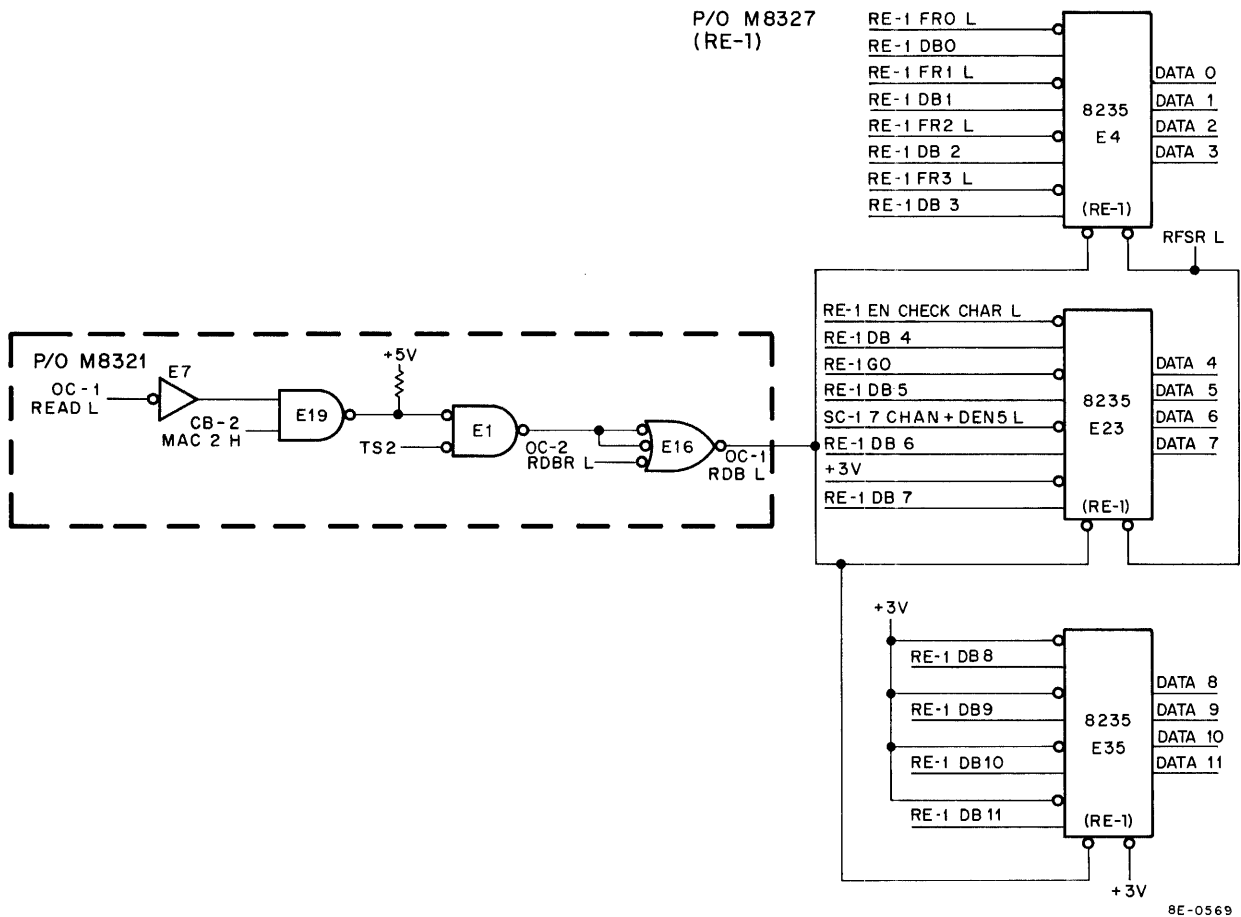 P/O M8327
(RE-1)
RE-1 FR0 L
RE-1 DB0
RE-1 FR1 L
RE-1 DB1
RE-1 FR2 L
RE-1 DB 2
RE-1 FR3 L
RE-1 DB 3
8235
E4
(RE-1)
DATA 0
DATA 1
DATA 2
DATA 3
RFSR L
P/O M8321
E7
OC-1
READ L
CB-2
MAC 2 H
E19
+5V
TS2
E1
OC-2
RDBR L
E16
OC-1
RDB L
RE-1 EN CHECK CHAR L
RE-1 DB 4
RE-1 GO
RE-1 DB 5
SC-1 7 CHAN + DEN5 L
RE-1 DB 6
+3V
RE-1 DB 7
8235
E23
(RE-1)
DATA 4
DATA 5
DATA 6
DATA 7
+3V
RE-1 DB8
RE-1 DB9
RE-1 DB10
RE-1 DB11
8235
E35
(RE-1)
DATA 8
DATA 9
DATA 10
DATA 11
+3V
8E-0569